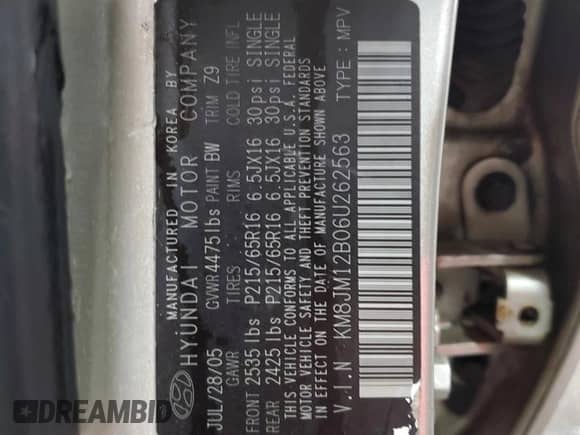 MANUFACTURED IN KOREA BY
HYUNDAI MOTOR COMPANY
JUL/28/05 GVWR 4475lbs PAINT BW TRIM Z9
GAWR TIRES RIMS COLD TIRE INFL
FRONT 2535 lbs P215/65R16 6.5JX16 30psi SINGLE
REAR 2425 lbs P215/65R16 6.5JX16 30psi SINGLE
THIS VEHICLE CONFORMS TO ALL APPLICABLE U.S.A. FEDERAL
MOTOR VEHICLE SAFETY AND THEFT PREVENTION STANDARDS
IN EFFECT ON THE DATE OF MANUFACTURE SHOWN ABOVE
V.I.N KM8JM12B06U262563 TYPE : MPV
DREAMBID